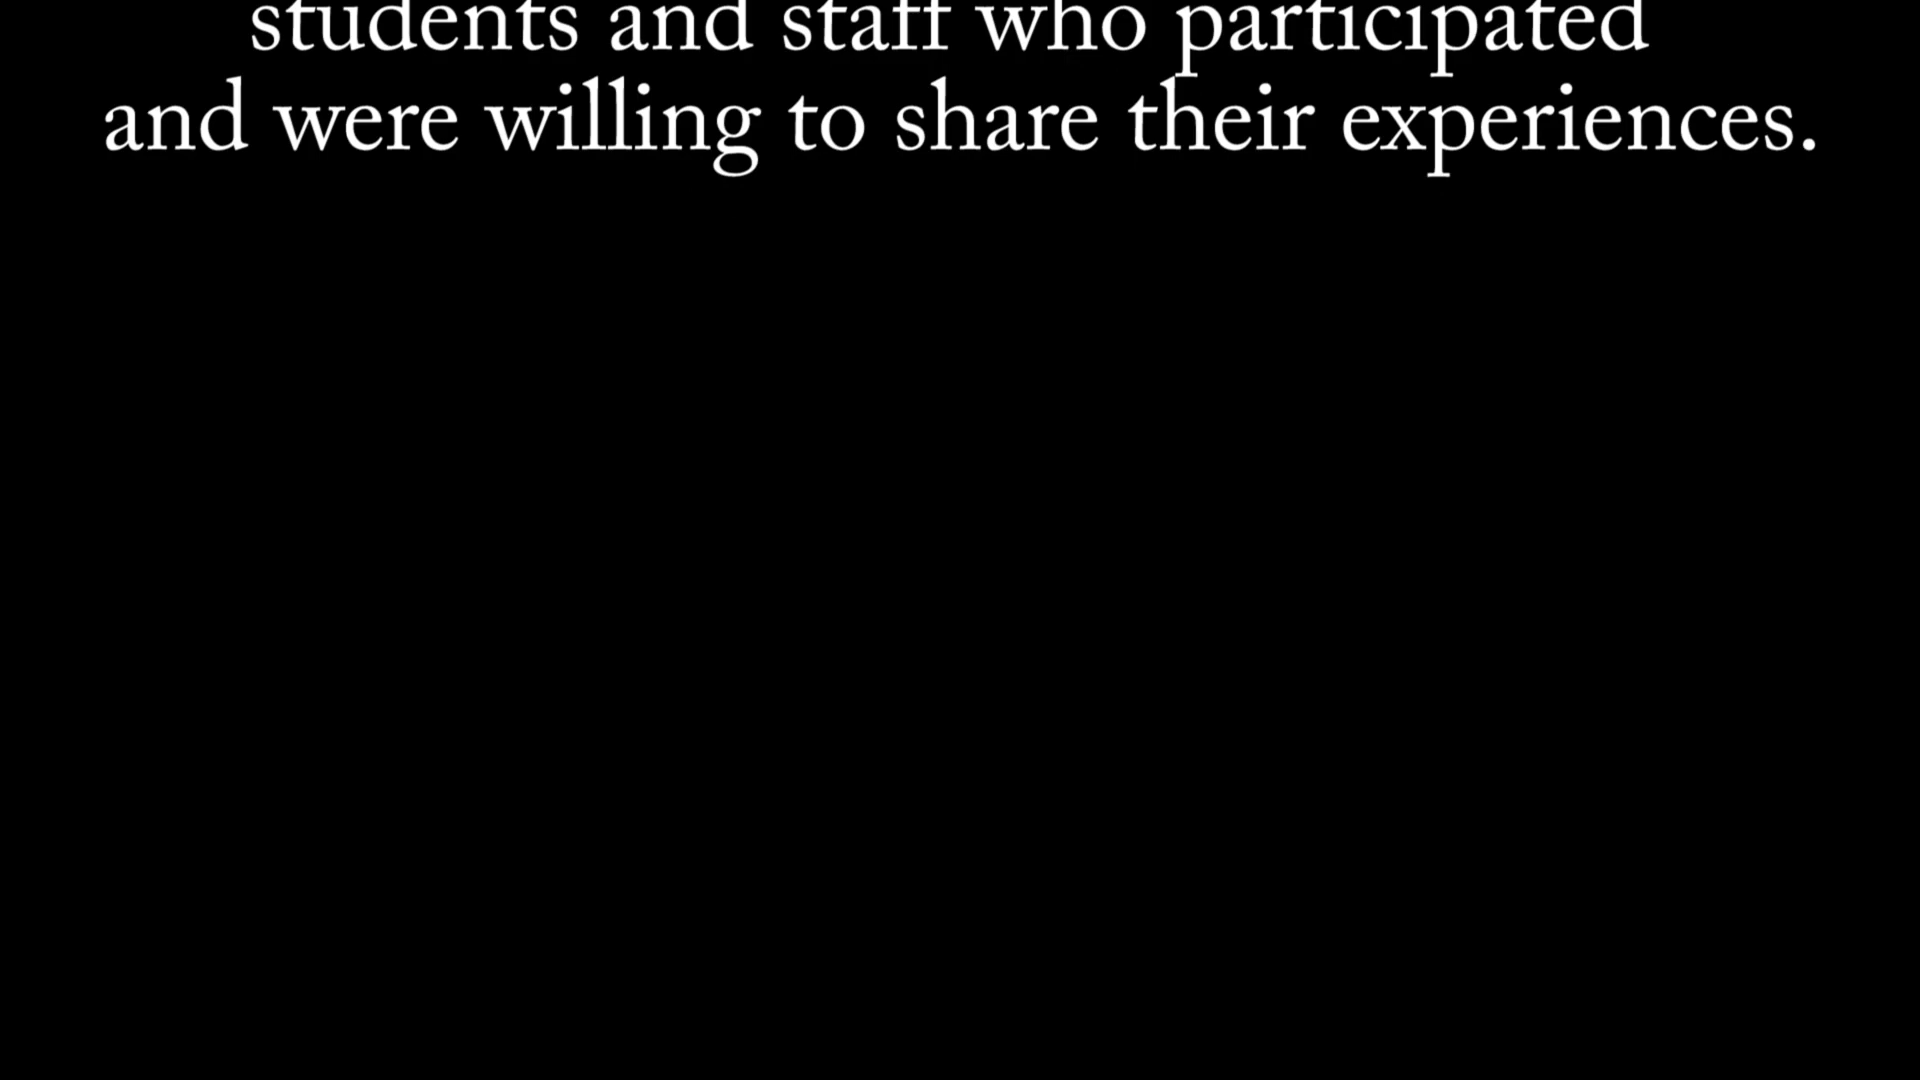 students and staff who participated
and were willing to share their experiences.